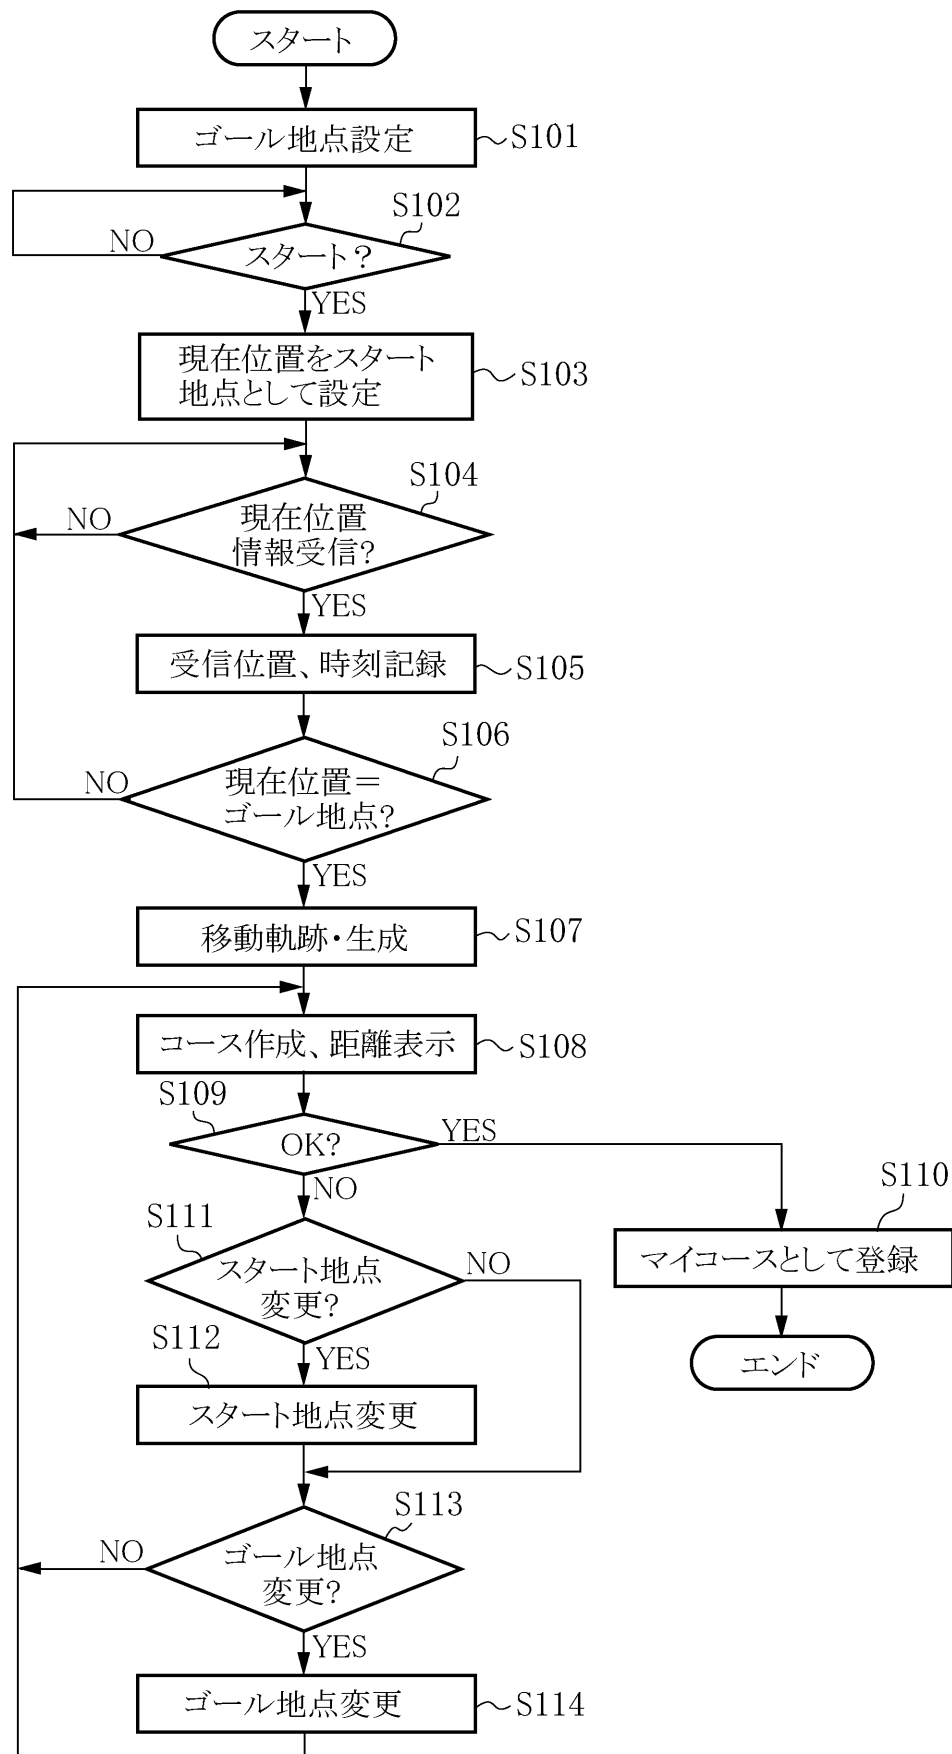 スタート
ゴール地点設定
S101
S102
NO
スタート？
YES
現在位置をスタート
地点として設定
S103
S104
NO
現在位置
情報受信?
YES
受信位置、時刻記録
S105
S106
NO
現在位置＝
ゴール地点?
YES
移動軌跡・生成
S107
コース作成、距離表示
S108
S109
OK?
YES
NO
S110
マイコースとして登録
エンド
S111
スタート地点
変更?
NO
YES
S112
スタート地点変更
S113
NO
ゴール地点
変更?
YES
ゴール地点変更
S114